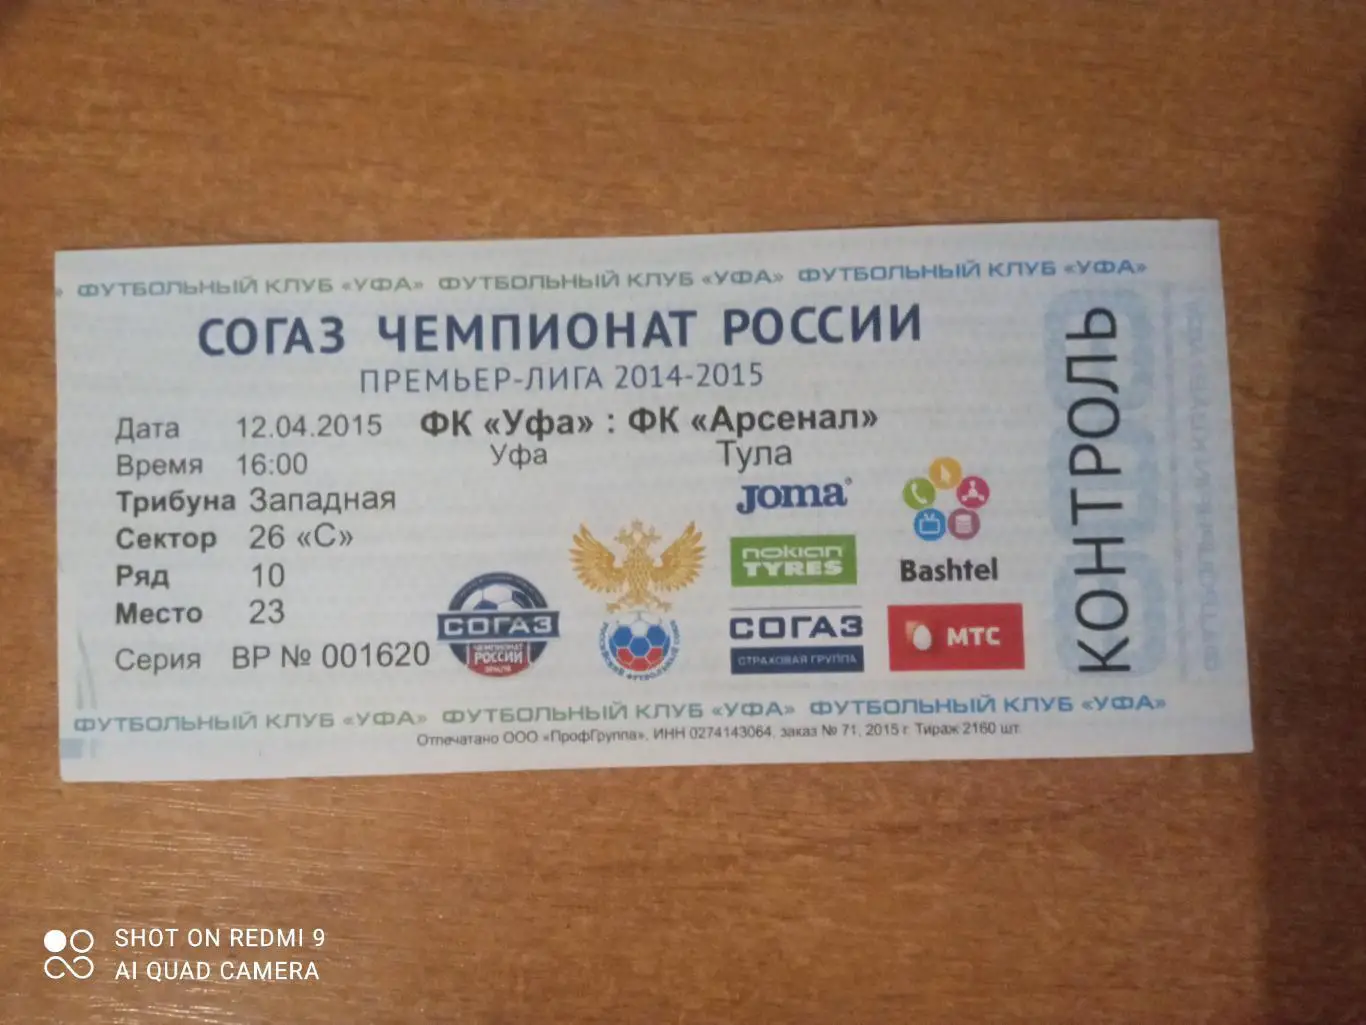 ФУТБОЛЬНЫЙ КЛУБ «УФА» ФУТБОЛЬНЫЙ КЛУБ «УФА» ФУТБОЛЬНЫЙ КЛУБ «УФА»
СОГАЗ ЧЕМПИОНАТ РОССИИ
ПРЕМЬЕР-ЛИГА 2014-2015
Дата 12.04.2015 ФК «Уфа» : ФК «Арсенал»
Уфа Тула
Время 16:00
Трибуна Западная
Сектор 26 «С»
Ряд 10
Место 23
Серия ВР № 001620
СОГАЗ
ЧЕМПИОНАТ
РОССИИ
Joma
NOKIAN
TYRES
СОГАЗ
СТРАХОВАЯ ГРУППА
Bashtel
МТС
КОНТРОЛЬ
ФУТБОЛЬНЫЙ КЛУБ «УФА» ФУТБОЛЬНЫЙ КЛУБ «УФА» ФУТБОЛЬНЫЙ КЛУБ «УФА»
Отпечатано ООО «ПрофГруппа», ИНН 0274143064, заказ № 71, 2015 г. Тираж 2160 шт.
SHOT ON REDMI 9
AI QUAD CAMERA